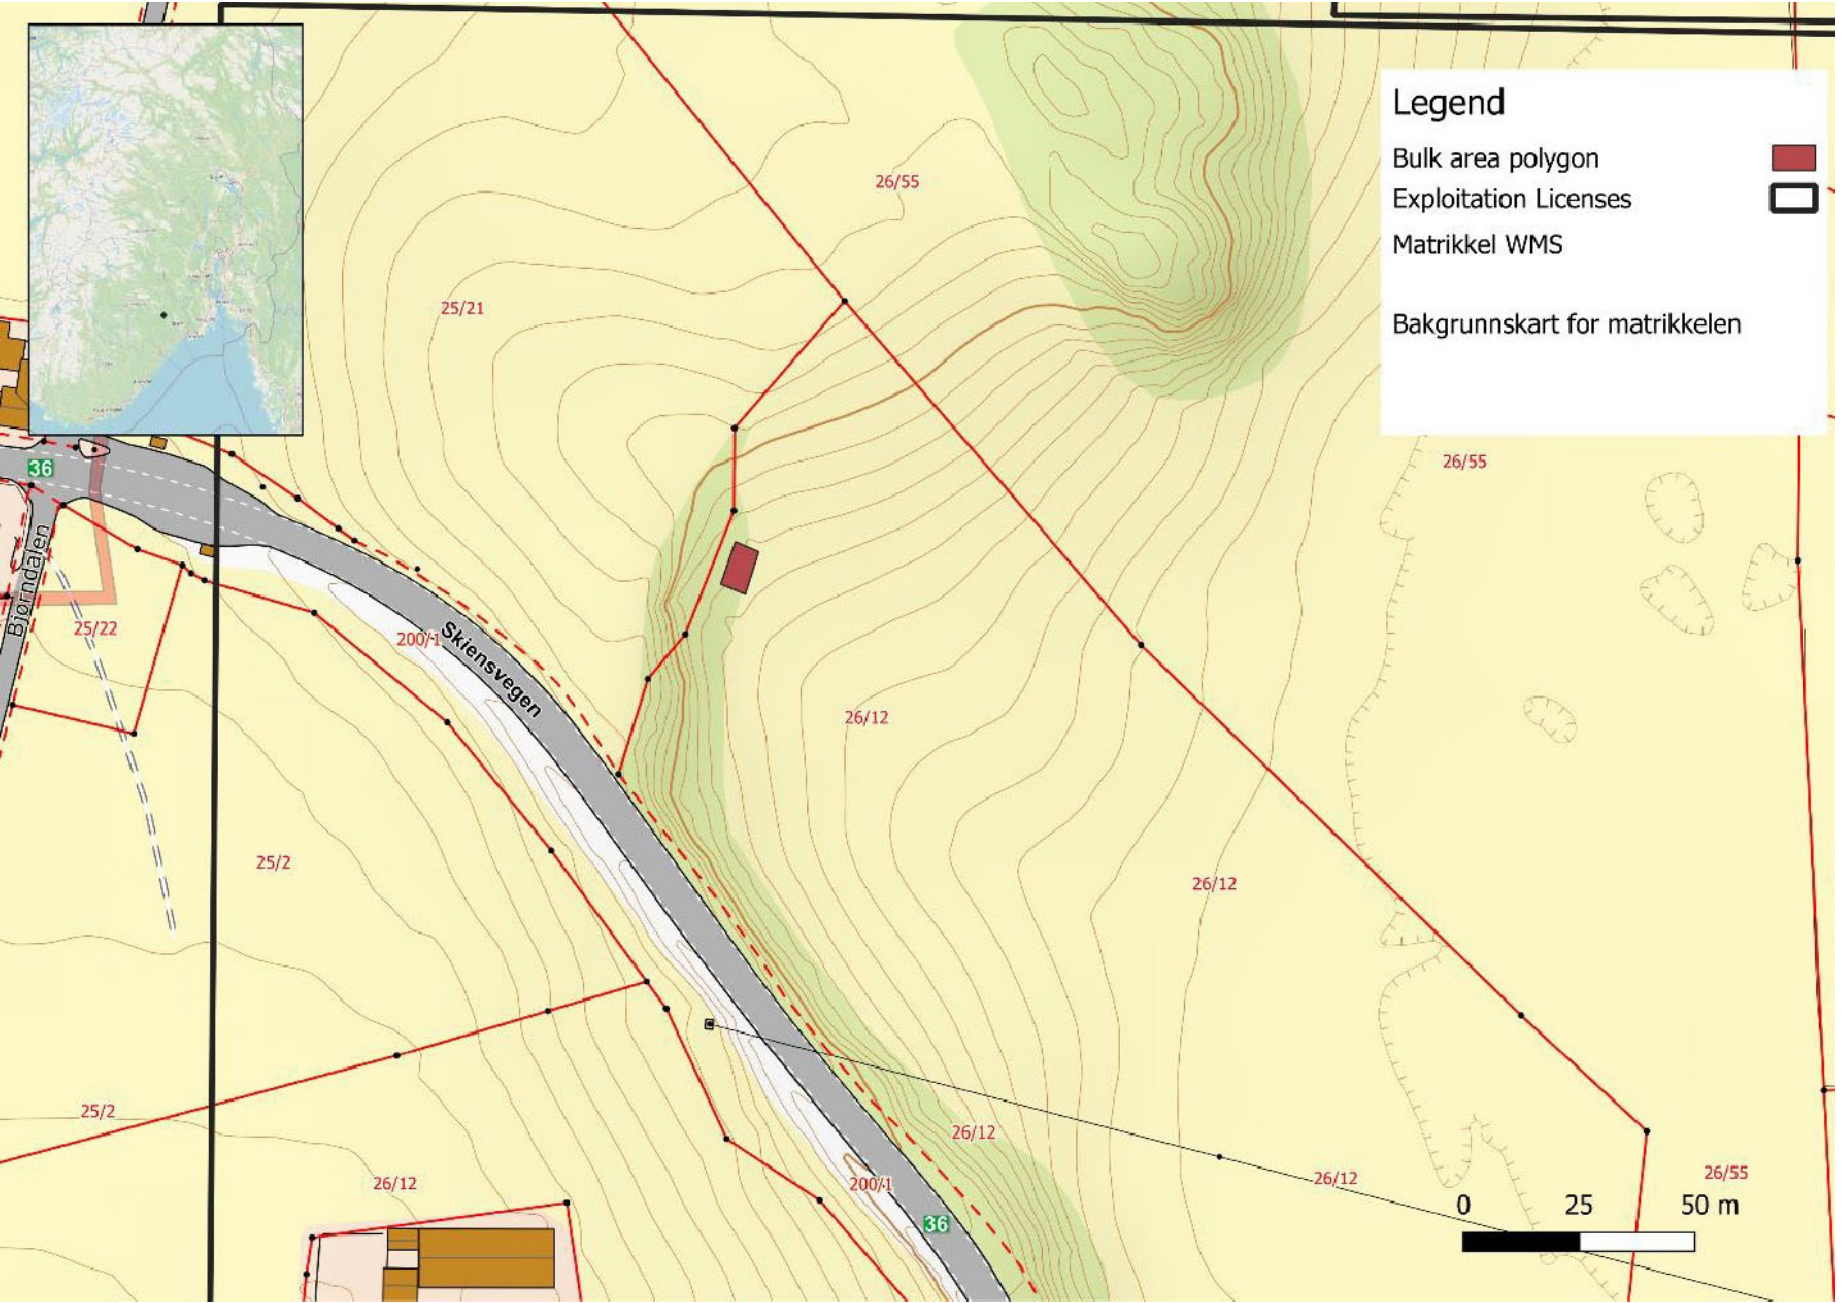 Legend
Bulk area polygon
Exploitation Licenses
Matrikkel WMS
Bakgrunnskart for matrikkelen
26/55
25/21
36
26/55
Bjørndalen
25/22
200/1
Skiensvegen
26/12
25/2
26/12
25/2
26/12
26/12
200/1
26/12
26/55
36
0 25 50 m